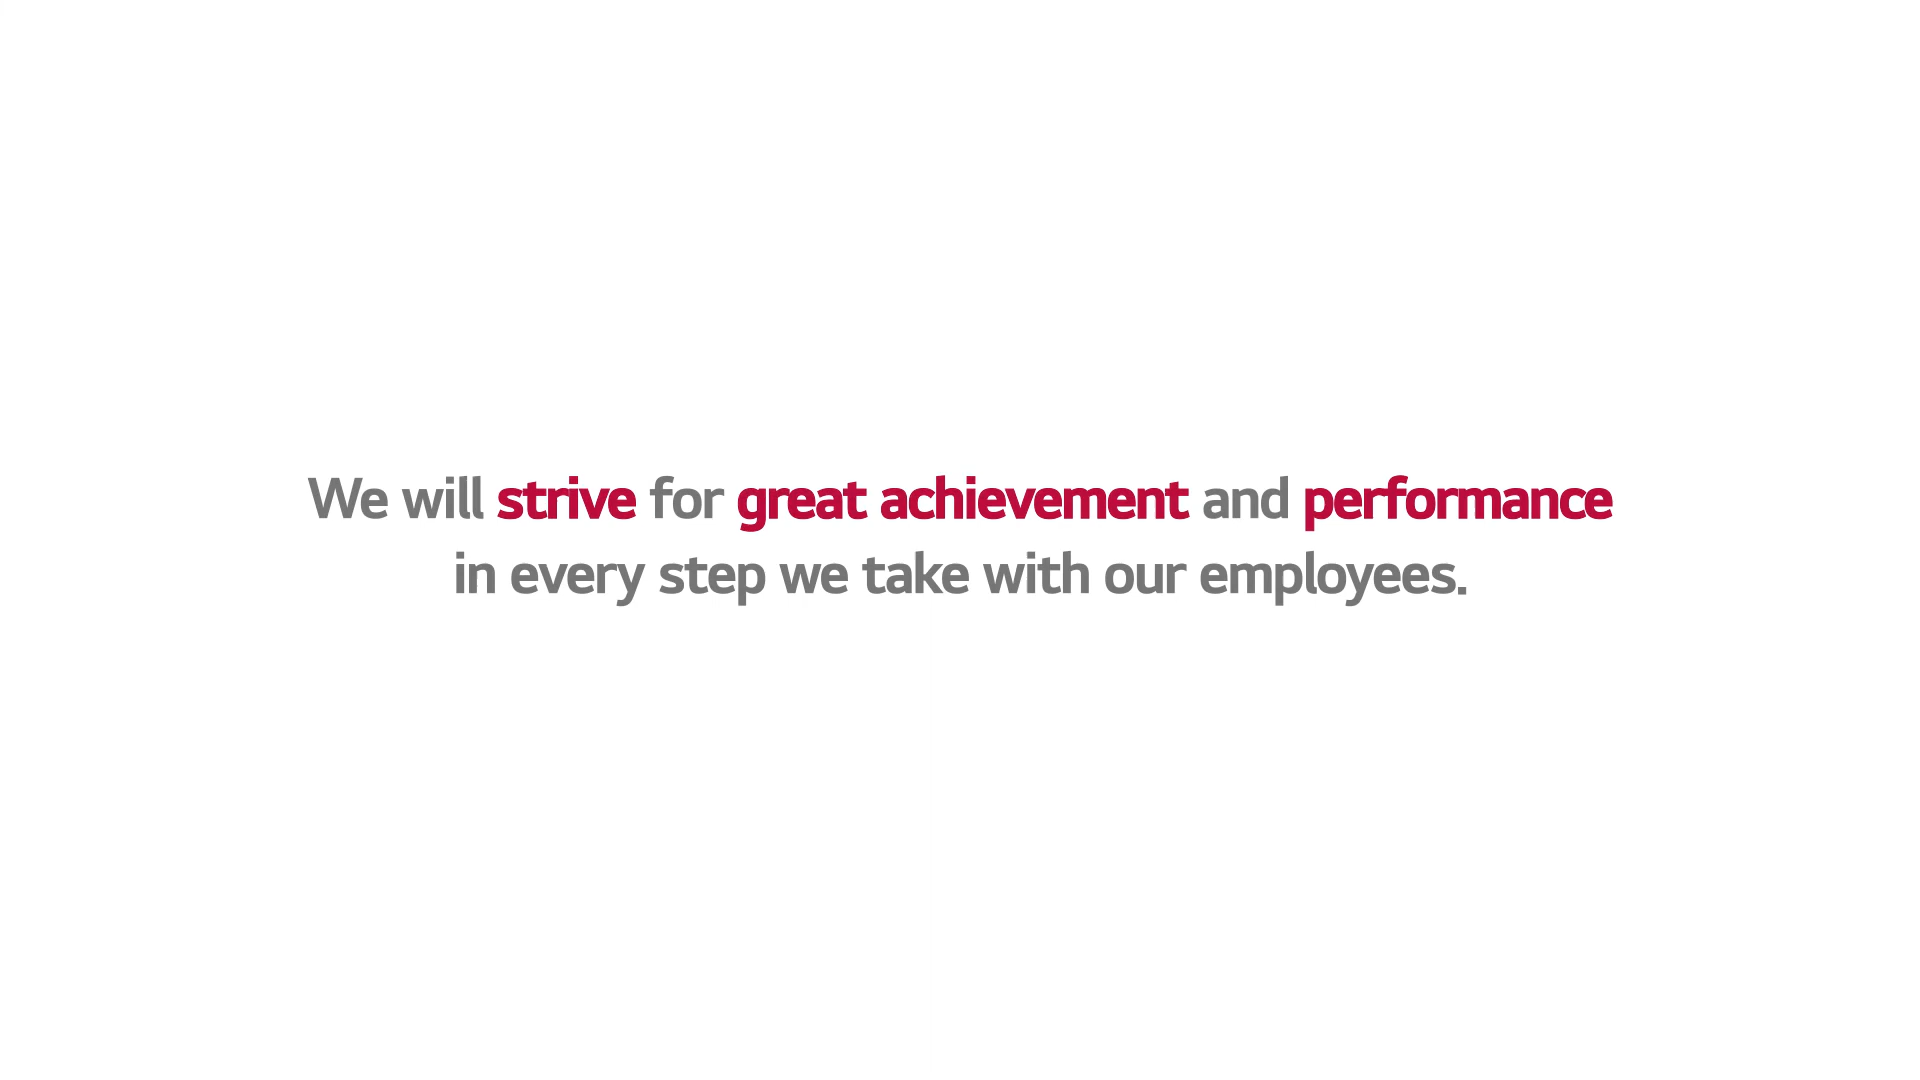 We will strive for great achievement and performance
in every step we take with our employees.